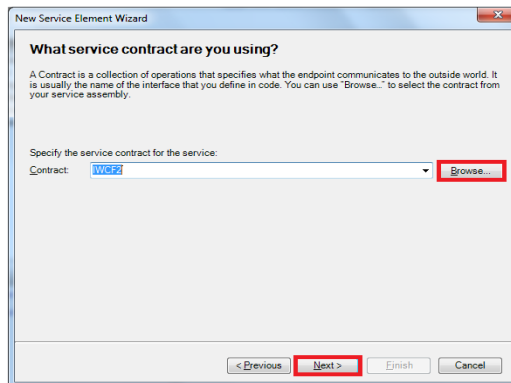 New Service Element Wizard
What service contract are you using?
A Contract is a collection of operations that specifies what the endpoint communicates to the outside world. It
is usually the name of the interface that you define in code. You can use "Browse..." to select the contract from
your service assembly.
Specify the service contract for the service:
Contract: IWCF2 Browse...
< Previous Next > Finish Cancel